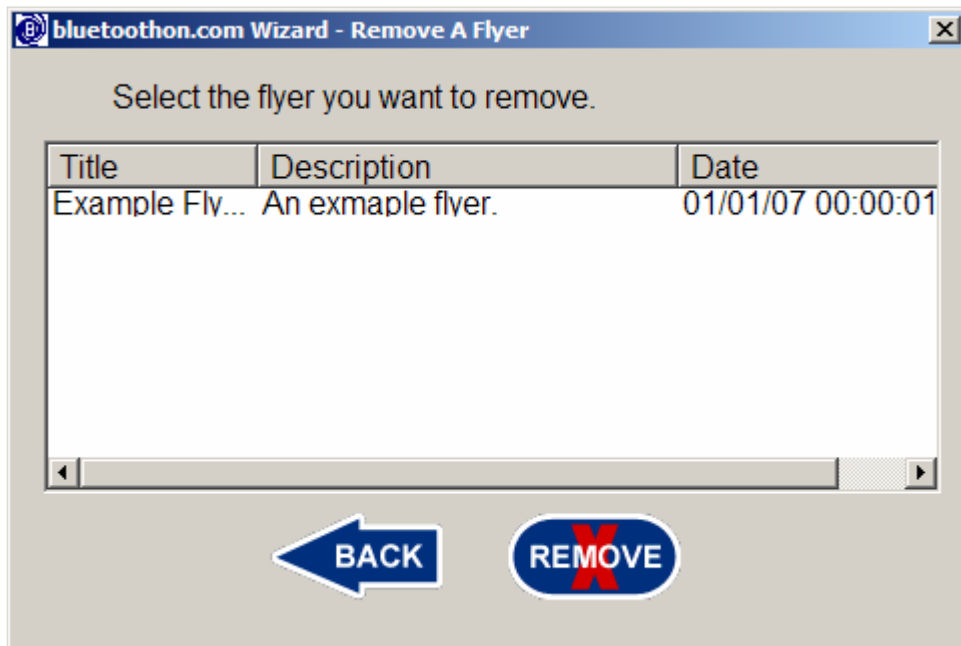 bluetoothon.com Wizard - Remove A Flyer
Select the flyer you want to remove.
Title Description Date
Example Fly... An exmaple flyer. 01/01/07 00:00:01
BACK REMOVE